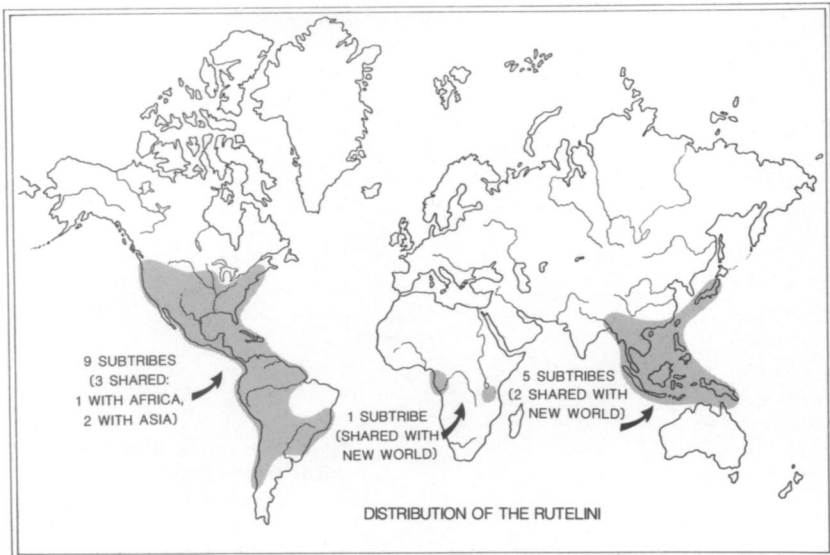 9 SUBTRIBES
(3 SHARED:
1 WITH AFRICA,
2 WITH ASIA)
1 SUBTRIBE
(SHARED WITH
NEW WORLD)
5 SUBTRIBES
(2 SHARED WITH
NEW WORLD)
DISTRIBUTION OF THE RUTELINI